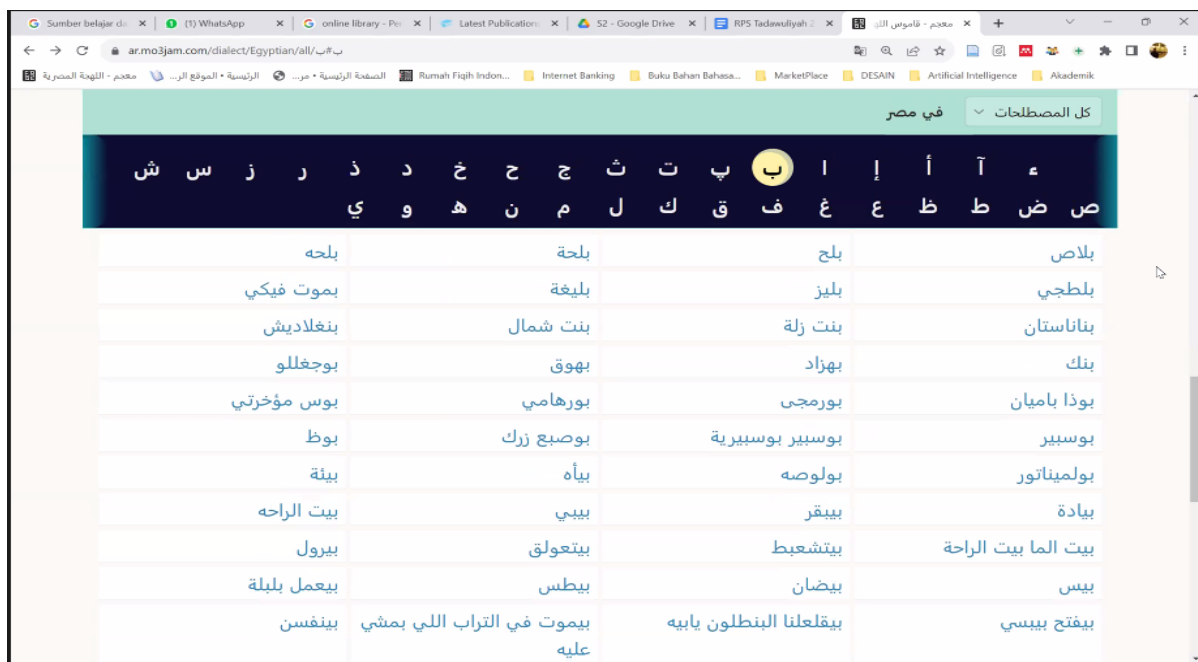 Sumber belajar da
(1) WhatsApp
online library - Per
Latest Publication
S2 - Google Drive
RPS Tadawuliyah 2
معجم - قاموس الل
ar.mo3jam.com/dialect/Egyptian/all/ب#ب
معجم - اللهجة المصرية
الرئيسية • الموقع الر...
الصفحة الرئيسية • مر...
Rumah Fiqih Indon...
Internet Banking
Buku Bahan Bahasa...
MarketPlace
DESAIN
Artificial Intelligence
Akademik
كل المصطلحات في مصر
ء آ أ إ ا ب پ ت ث ج ح خ د ذ ر ز س ش
ص ض ط ظ ع غ ف ق ك ل م ن ه و ي
بلاص بلح بلحة بلحه
بلطجي بليز بليغة بموت فيكي
بناناستان بنت زلة بنت شمال بنغلاديش
بنك بهزاد بهوق بوجغللو
بوذا باميان بورمجى بورهامي بوس مؤخرتي
بوسبير بوسبير بوسبيرية بوصبع زرك بوظ
بولميناتور بولوصه بيأه بيئة
بيادة بيبقر بيبي بيت الراحه
بيت الما بيت الراحة بيتشعبط بيتعولق بيرول
بيس بيضان بيطس بيعمل بلبلة
بيفتح بيبسي بيقلعلنا البنطلون يابيه بيموت في التراب اللي بمشي بينفسن
عليه